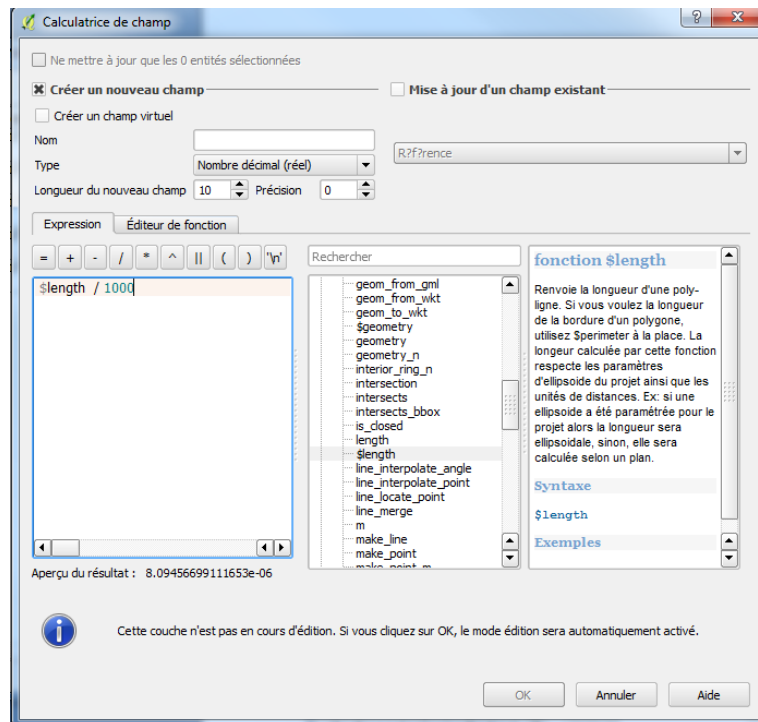 Calculatrice de champ
Ne mettre à jour que les 0 entités sélectionnées
Créer un nouveau champ
Mise à jour d'un champ existant
Créer un champ virtuel
Nom
R?f?rence
Type
Nombre décimal (réel)
Longueur du nouveau champ
10
Précision
0
Expression
Éditeur de fonction
= + - / * ^ || ( ) '\n'
Rechercher
$length / 1000
geom_from_gml
geom_from_wkt
geom_to_wkt
$geometry
geometry
geometry_n
interior_ring_n
intersection
intersects
intersects_bbox
is_closed
length
$length
line_interpolate_angle
line_interpolate_point
line_locate_point
line_merge
m
make_line
make_point
make_point_m
fonction $length
Renvoie la longueur d'une poly-
ligne. Si vous voulez la longueur
de la bordure d'un polygone,
utilisez $perimeter à la place. La
longeur calculée par cette fonction
respecte les paramètres
d'ellipsoide du projet ainsi que les
unités de distances. Ex: si une
ellipsoide a été paramétrée pour le
projet alors la longueur sera
ellipsoidale, sinon, elle sera
calculée selon un plan.
Syntaxe
$length
Exemples
Aperçu du résultat : 8.09456699111653e-06
Cette couche n'est pas en cours d'édition. Si vous cliquez sur OK, le mode édition sera automatiquement activé.
OK
Annuler
Aide